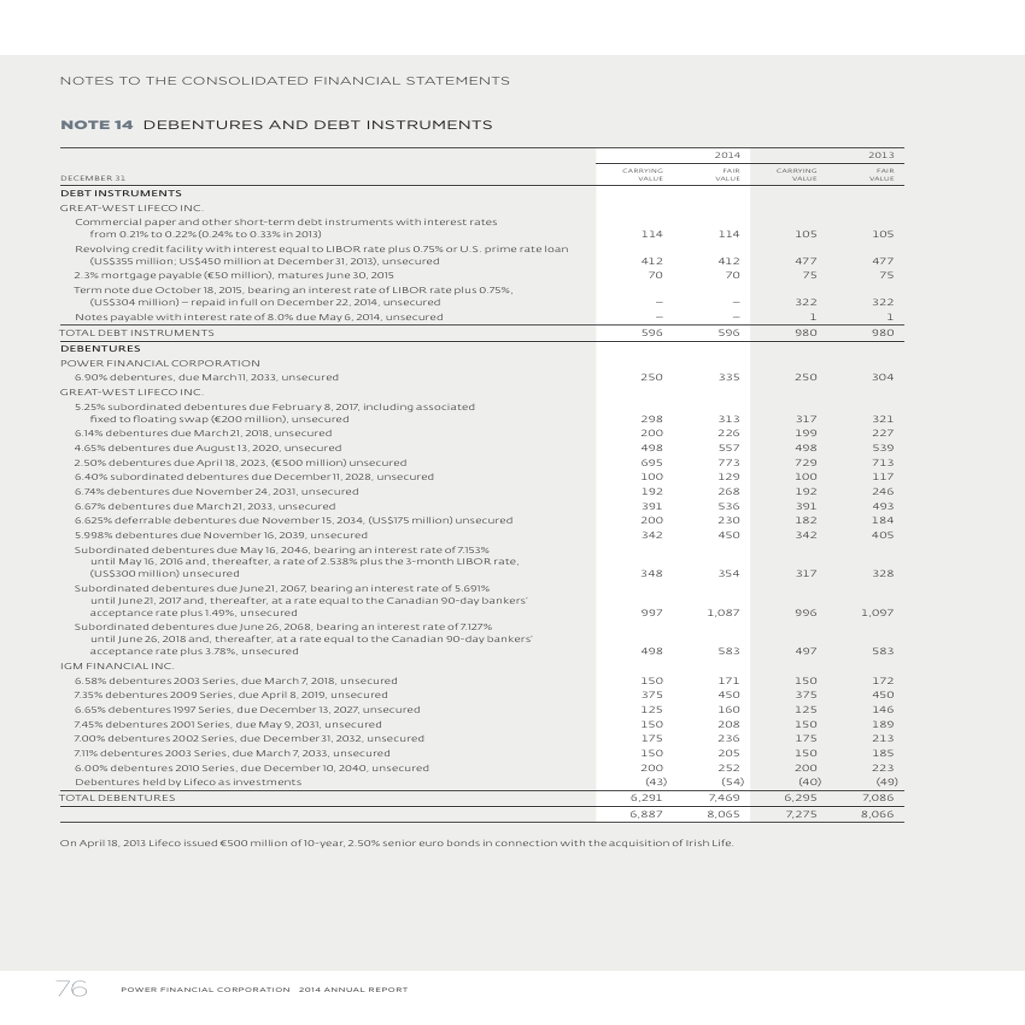 NOTES TO THE CONSOLIDATED FINANCIAL STATEMENTS
NOTE 14 DEBENTURES AND DEBT INSTRUMENTS
2014 2013
DECEMBER 31 CARRYING VALUE FAIR VALUE CARRYING VALUE FAIR VALUE
DEBT INSTRUMENTS
GREAT-WEST LIFECO INC.
Commercial paper and other short-term debt instruments with interest rates
from 0.21% to 0.22% (0.24% to 0.33% in 2013) 114 114 105 105
Revolving credit facility with interest equal to LIBOR rate plus 0.75% or U.S. prime rate loan
(US$355 million; US$450 million at December 31, 2013), unsecured 412 412 477 477
2.3% mortgage payable (€50 million), matures June 30, 2015 70 70 75 75
Term note due October 18, 2015, bearing an interest rate of LIBOR rate plus 0.75%,
(US$304 million) – repaid in full on December 22, 2014, unsecured – – 322 322
Notes payable with interest rate of 8.0% due May 6, 2014, unsecured – – 1 1
TOTAL DEBT INSTRUMENTS 596 596 980 980
DEBENTURES
POWER FINANCIAL CORPORATION
6.90% debentures, due March 11, 2033, unsecured 250 335 250 304
GREAT-WEST LIFECO INC.
5.25% subordinated debentures due February 8, 2017, including associated
fixed to floating swap (€200 million), unsecured 298 313 317 321
6.14% debentures due March 21, 2018, unsecured 200 226 199 227
4.65% debentures due August 13, 2020, unsecured 498 557 498 539
2.50% debentures due April 18, 2023, (€500 million) unsecured 695 773 729 713
6.40% subordinated debentures due December 11, 2028, unsecured 100 129 100 117
6.74% debentures due November 24, 2031, unsecured 192 268 192 246
6.67% debentures due March 21, 2033, unsecured 391 536 391 493
6.625% deferrable debentures due November 15, 2034, (US$175 million) unsecured 200 230 182 184
5.998% debentures due November 16, 2039, unsecured 342 450 342 405
Subordinated debentures due May 16, 2046, bearing an interest rate of 7.153%
until May 16, 2016 and, thereafter, a rate of 2.538% plus the 3-month LIBOR rate,
(US$300 million) unsecured 348 354 317 328
Subordinated debentures due June 21, 2067, bearing an interest rate of 5.691%
until June 21, 2017 and, thereafter, at a rate equal to the Canadian 90-day bankers'
acceptance rate plus 1.49%, unsecured 997 1,087 996 1,097
Subordinated debentures due June 26, 2068, bearing an interest rate of 7.127%
until June 26, 2018 and, thereafter, at a rate equal to the Canadian 90-day bankers'
acceptance rate plus 3.78%, unsecured 498 583 497 583
IGM FINANCIAL INC.
6.58% debentures 2003 Series, due March 7, 2018, unsecured 150 171 150 172
7.35% debentures 2009 Series, due April 8, 2019, unsecured 375 450 375 450
6.65% debentures 1997 Series, due December 13, 2027, unsecured 125 160 125 146
7.45% debentures 2001 Series, due May 9, 2031, unsecured 150 208 150 189
7.00% debentures 2002 Series, due December 31, 2032, unsecured 175 236 175 213
7.11% debentures 2003 Series, due March 7, 2033, unsecured 150 205 150 185
6.00% debentures 2010 Series, due December 10, 2040, unsecured 200 252 200 223
Debentures held by Lifeco as investments (43) (54) (40) (49)
TOTAL DEBENTURES 6,291 7,469 6,295 7,086
6,887 8,065 7,275 8,066
On April 18, 2013 Lifeco issued €500 million of 10-year, 2.50% senior euro bonds in connection with the acquisition of Irish Life.
76 POWER FINANCIAL CORPORATION 2014 ANNUAL REPORT